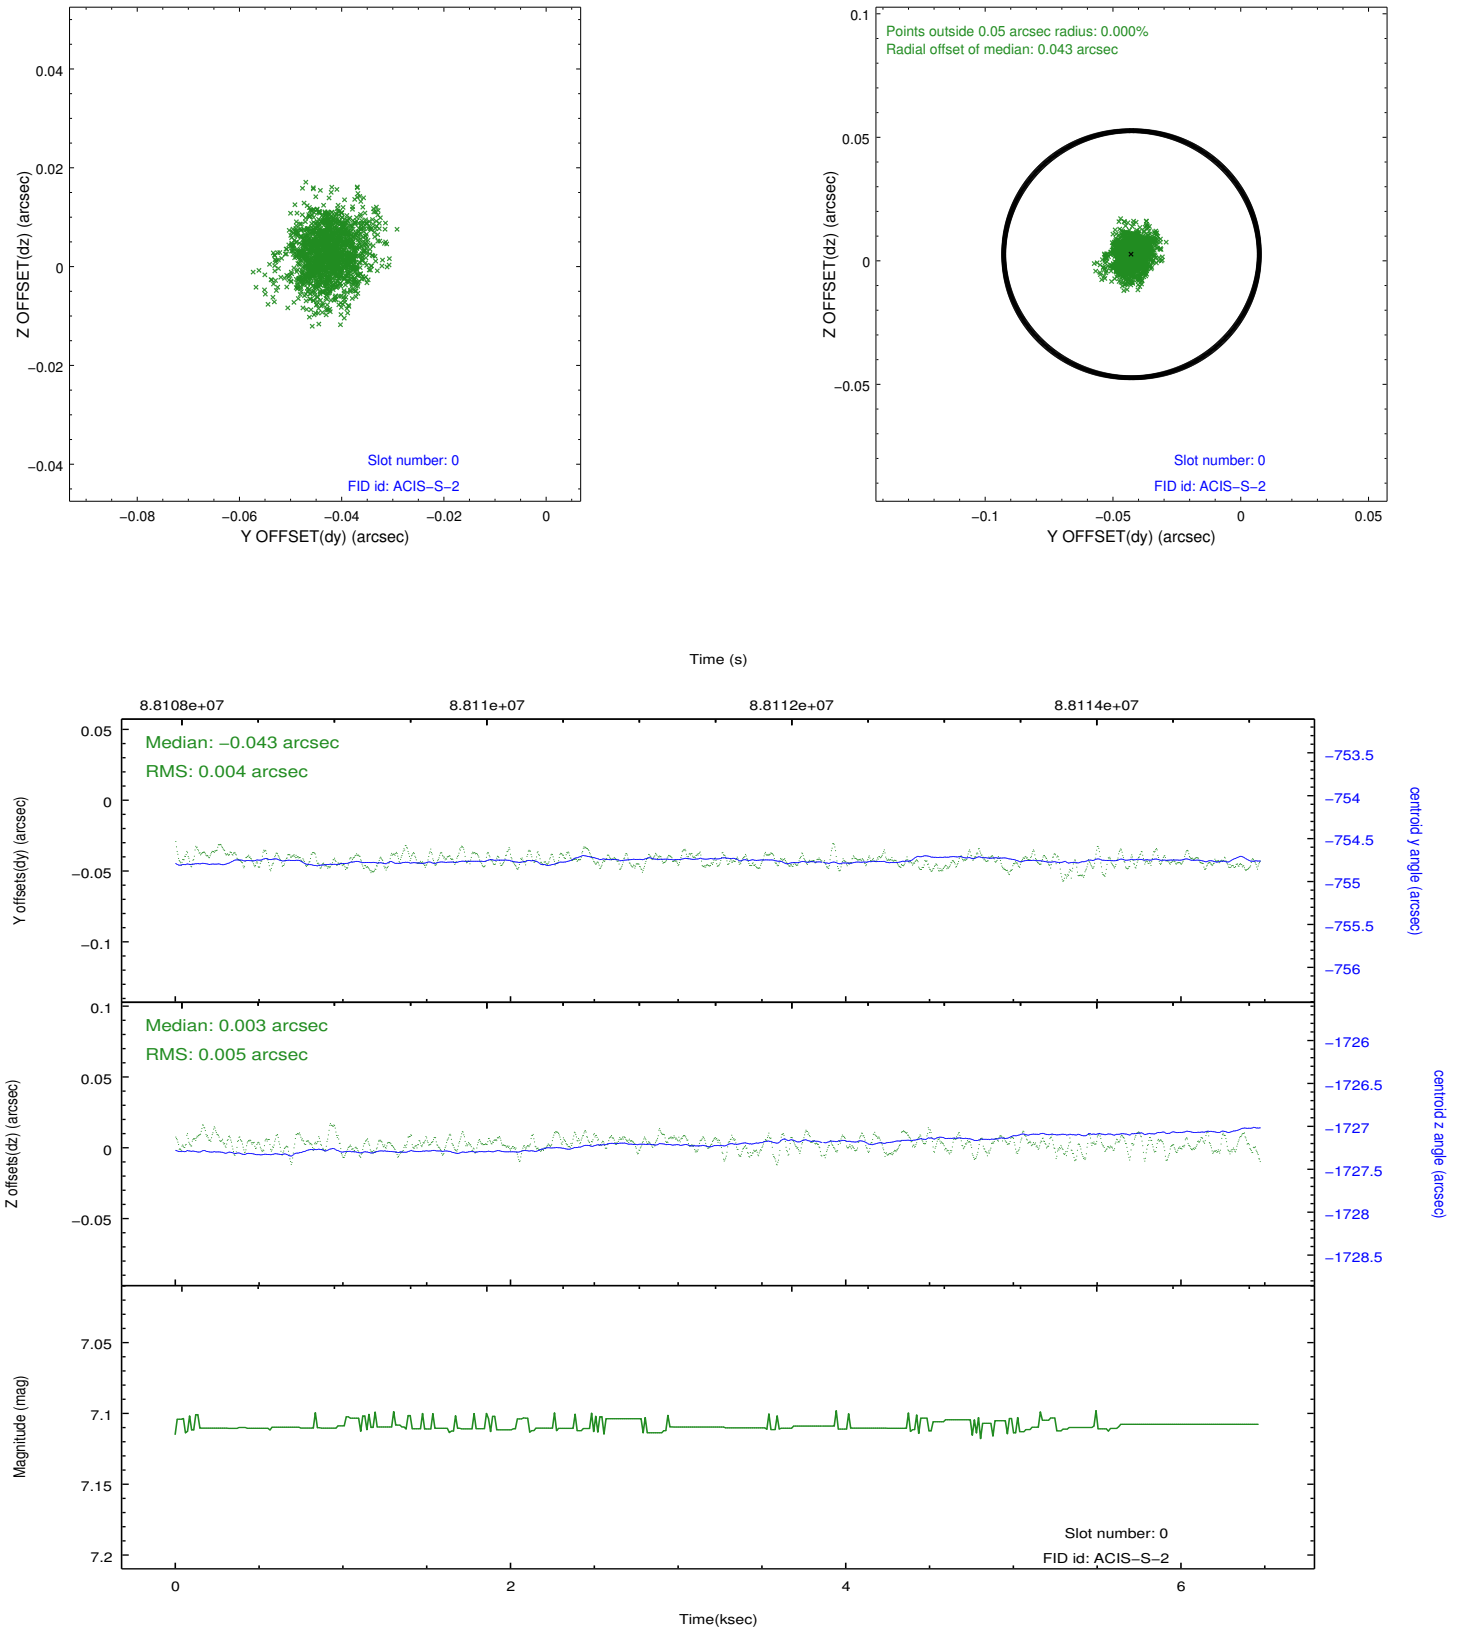 0.04
0.02
0
−0.02
−0.04
Z OFFSET(dz) (arcsec)
Slot number: 0
FID id: ACIS−S−2
−0.08
−0.06
−0.04
−0.02
0
Y OFFSET(dy) (arcsec)
0.1
0.05
0
−0.05
Z OFFSET(dz) (arcsec)
Points outside 0.05 arcsec radius: 0.000%
Radial offset of median: 0.043 arcsec
Slot number: 0
FID id: ACIS−S−2
−0.1
−0.05
0
0.05
Y OFFSET(dy) (arcsec)
Time (s)
8.8108e+07
8.811e+07
8.8112e+07
8.8114e+07
0.05
0
−0.05
−0.1
Y offsets(dy) (arcsec)
Median: −0.043 arcsec
RMS: 0.004 arcsec
−753.5
−754
−754.5
−755
−755.5
−756
centroid y angle (arcsec)
0.1
0.05
0
−0.05
Z offsets(dz) (arcsec)
Median: 0.003 arcsec
RMS: 0.005 arcsec
−1726
−1726.5
−1727
−1727.5
−1728
−1728.5
centroid z angle (arcsec)
7.05
7.1
7.15
7.2
Magnitude (mag)
Slot number: 0
FID id: ACIS−S−2
0
2
4
6
Time(ksec)